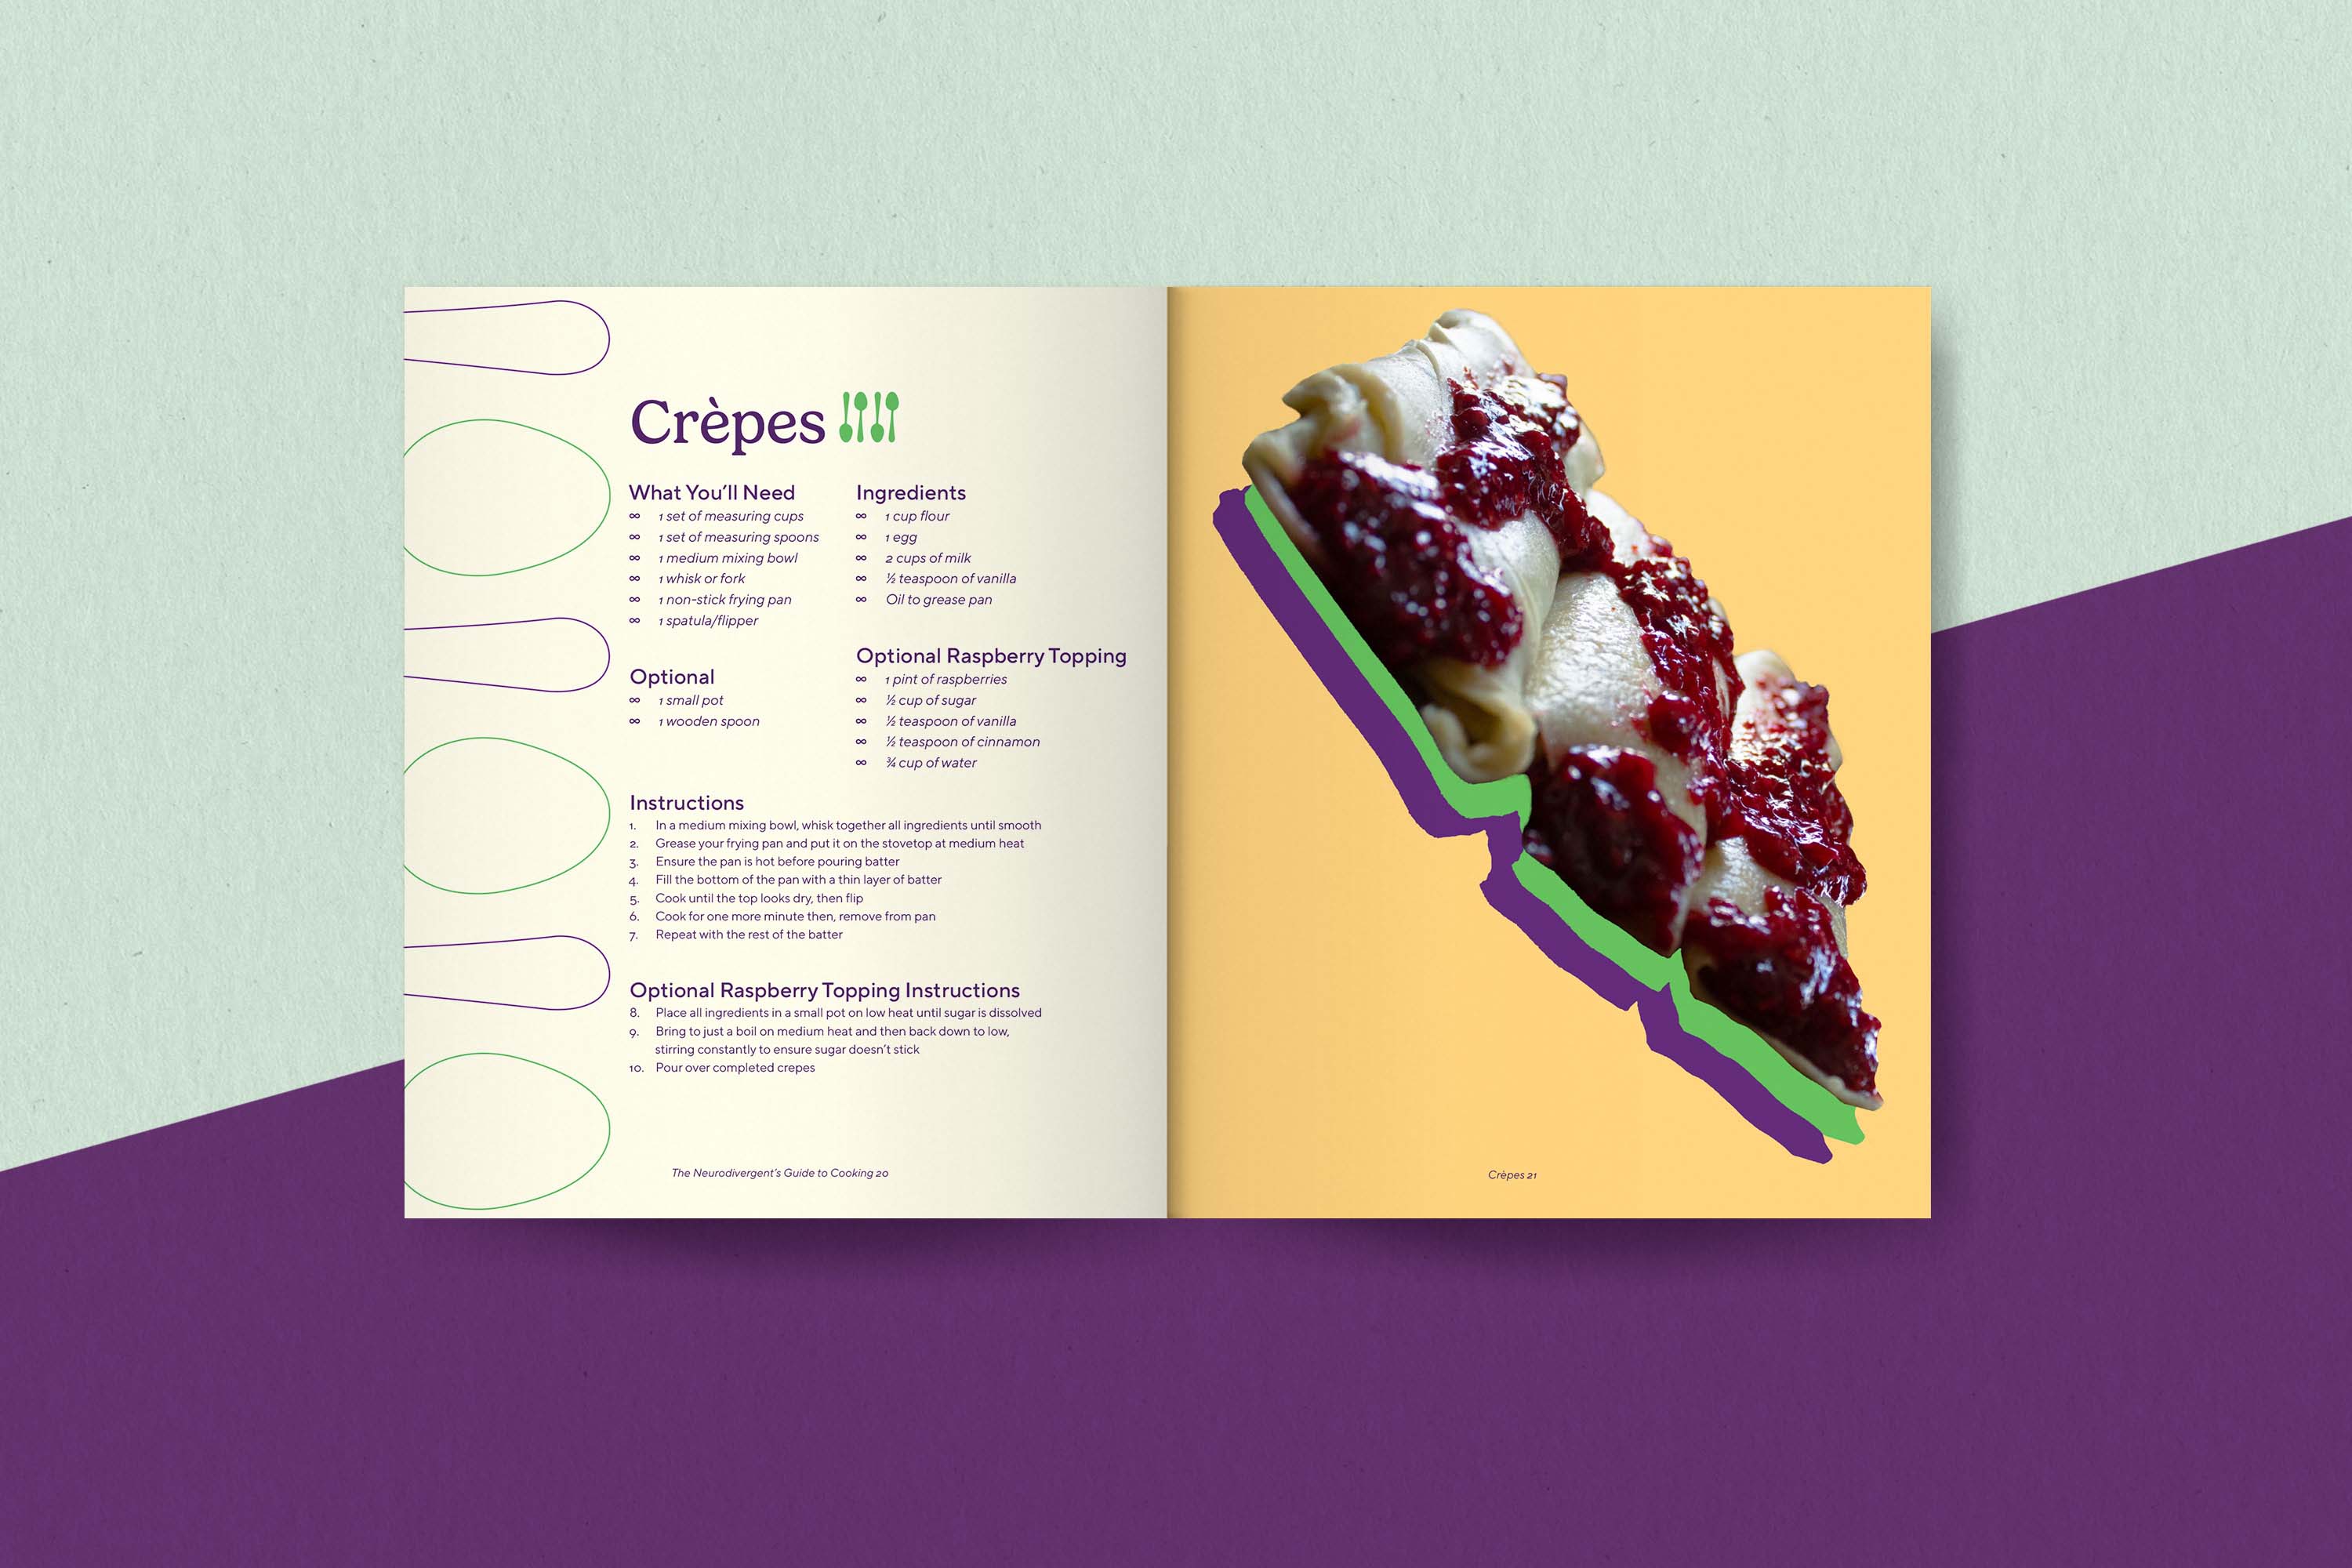 Crèpes
What You'll Need
∞ 1 set of measuring cups
∞ 1 set of measuring spoons
∞ 1 medium mixing bowl
∞ 1 whisk or fork
∞ 1 non-stick frying pan
∞ 1 spatula/flipper
Optional
∞ 1 small pot
∞ 1 wooden spoon
Ingredients
∞ 1 cup flour
∞ 1 egg
∞ 2 cups of milk
∞ ½ teaspoon of vanilla
∞ Oil to grease pan
Optional Raspberry Topping
∞ 1 pint of raspberries
∞ ½ cup of sugar
∞ ½ teaspoon of vanilla
∞ ½ teaspoon of cinnamon
∞ ¾ cup of water
Instructions
1. In a medium mixing bowl, whisk together all ingredients until smooth
2. Grease your frying pan and put it on the stovetop at medium heat
3. Ensure the pan is hot before pouring batter
4. Fill the bottom of the pan with a thin layer of batter
5. Cook until the top looks dry, then flip
6. Cook for one more minute then, remove from pan
7. Repeat with the rest of the batter
Optional Raspberry Topping Instructions
8. Place all ingredients in a small pot on low heat until sugar is dissolved
9. Bring to just a boil on medium heat and then back down to low,
stirring constantly to ensure sugar doesn't stick
10. Pour over completed crepes
The Neurodivergent's Guide to Cooking 20
Crèpes 21